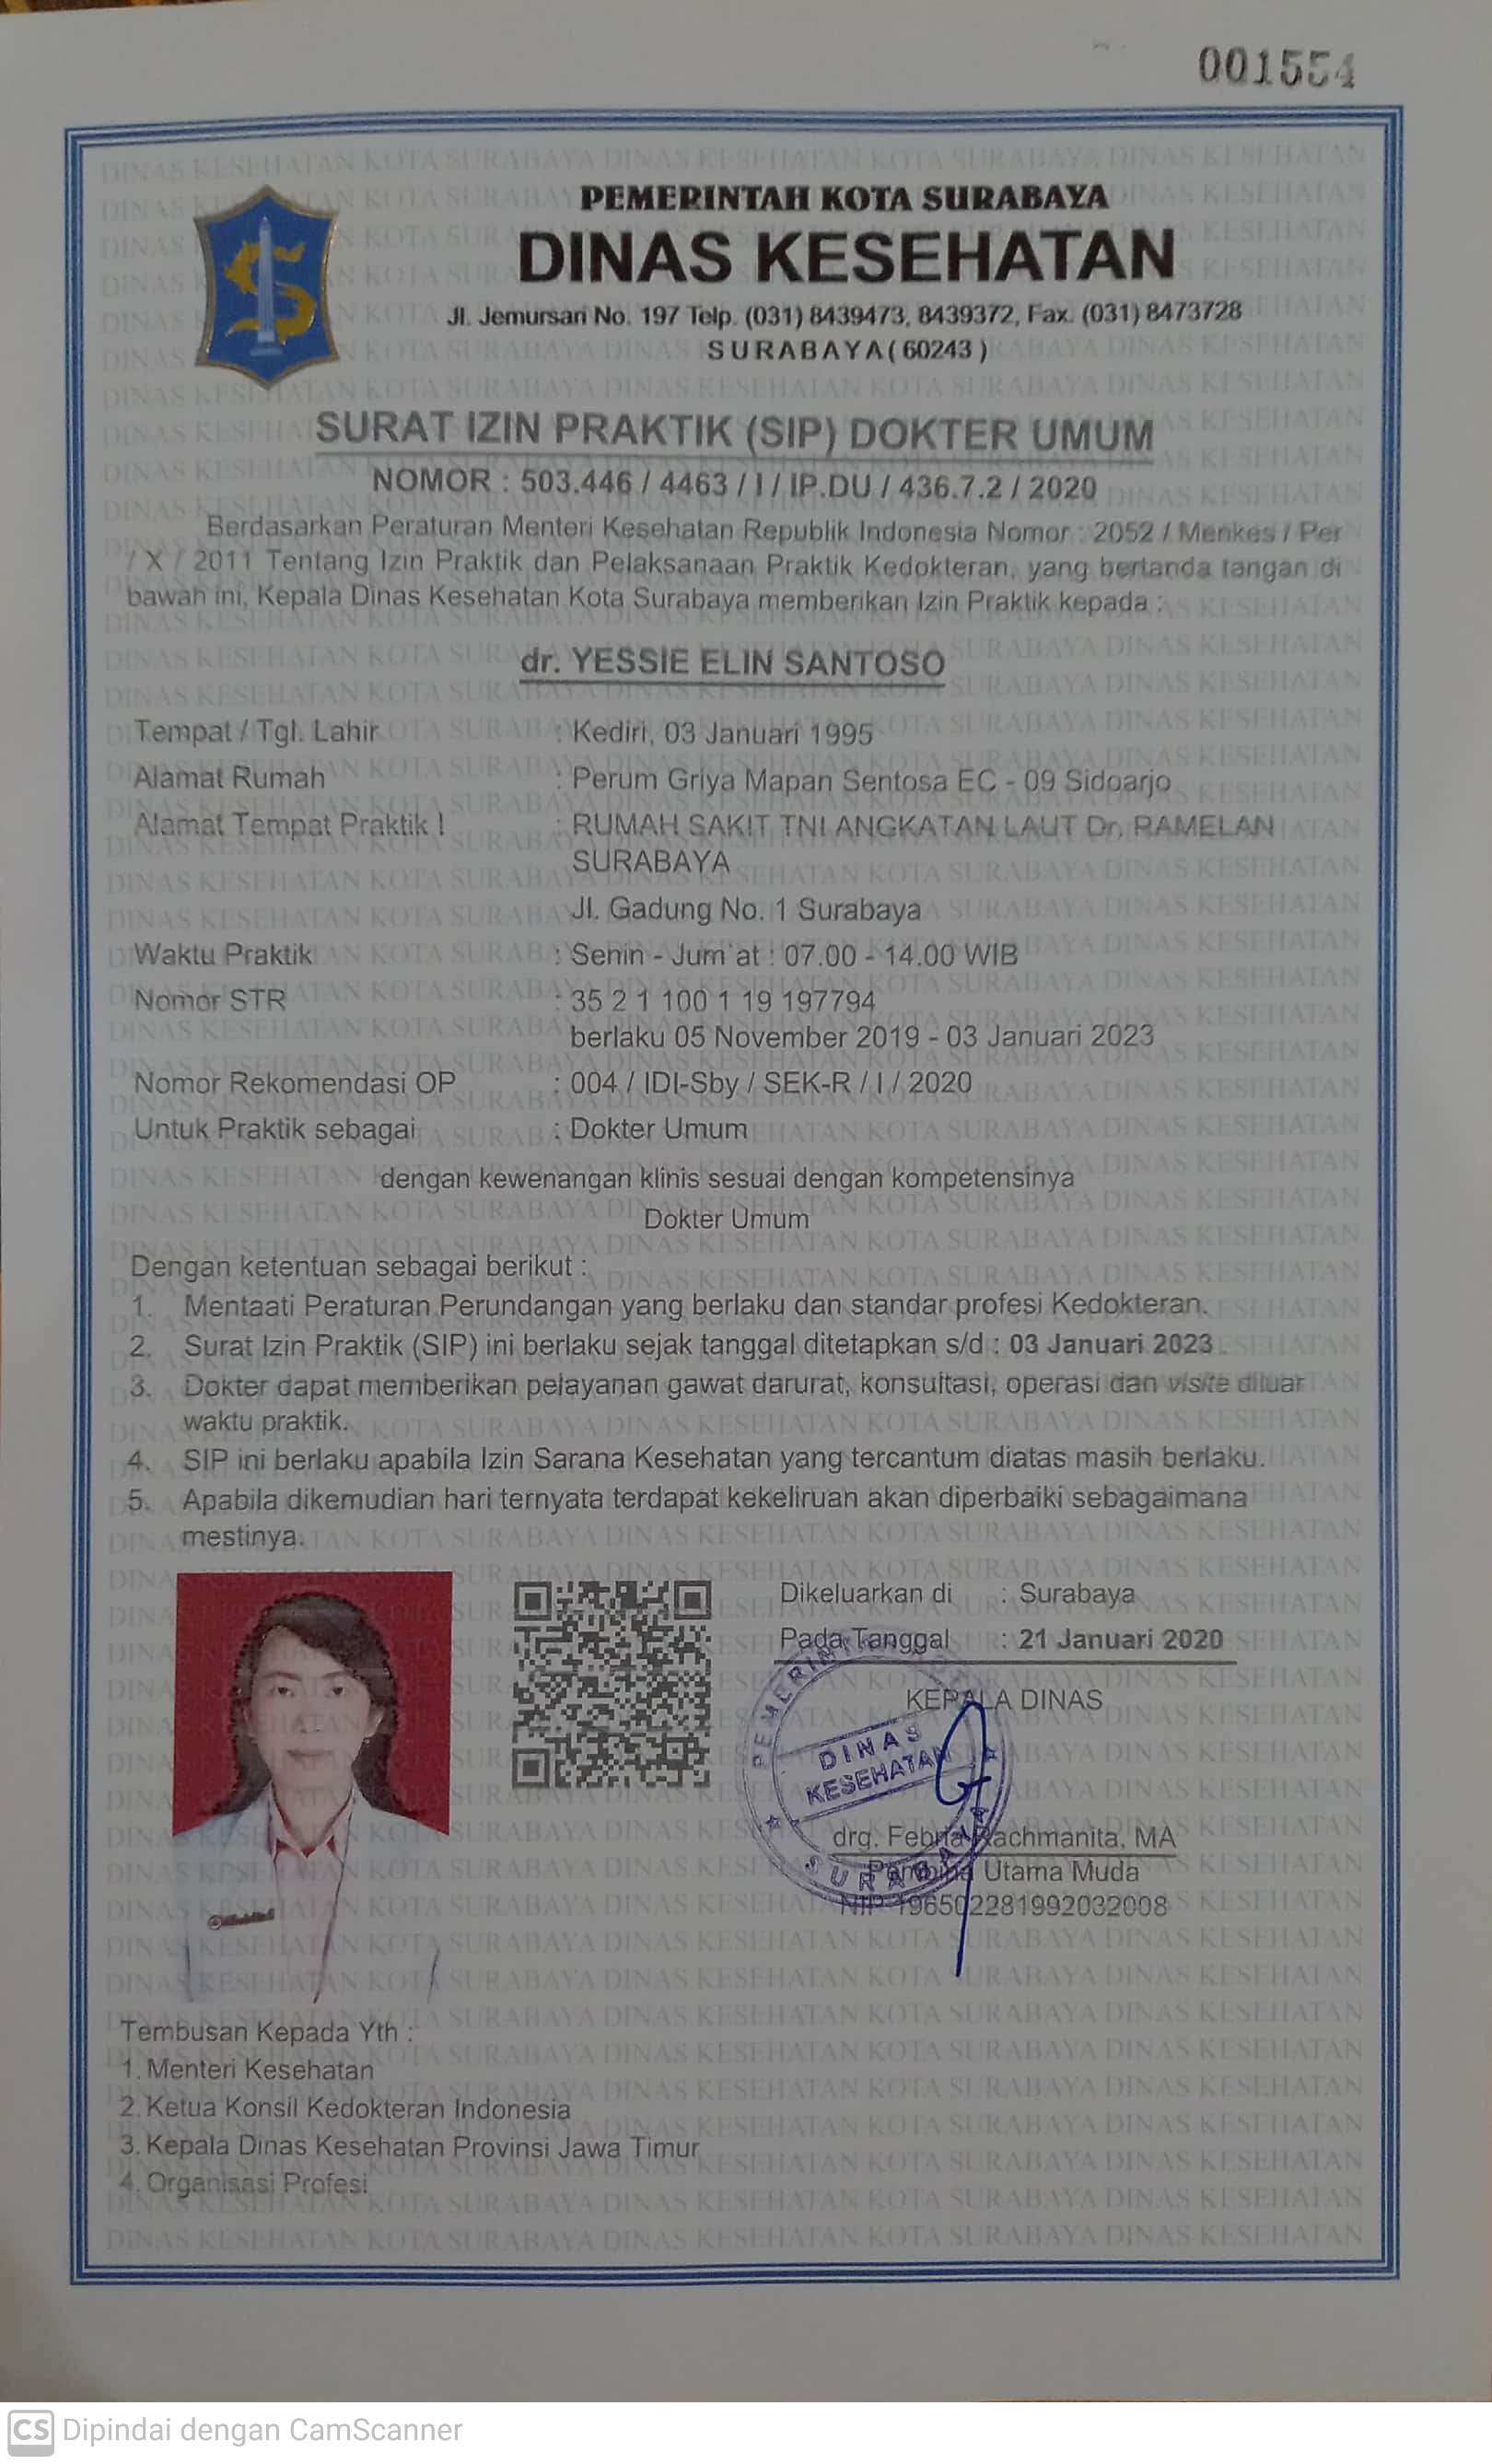 001554
PEMERINTAH KOTA SURABAYA
DINAS KESEHATAN
Jl. Jemursari No. 197 Telp. (031) 8439473, 8439372, Fax. (031) 8473728
SURABAYA ( 60243 )
SURAT IZIN PRAKTIK (SIP) DOKTER UMUM
NOMOR : 503.446 / 4463 / I / IP.DU / 436.7.2 / 2020
Berdasarkan Peraturan Menteri Kesehatan Republik Indonesia Nomor : 2052 / Menkes / Per
/ X / 2011 Tentang Izin Praktik dan Pelaksanaan Praktik Kedokteran, yang bertanda tangan di
bawah ini, Kepala Dinas Kesehatan Kota Surabaya memberikan Izin Praktik kepada :
dr. YESSIE ELIN SANTOSO
Tempat / Tgl. Lahir : Kediri, 03 Januari 1995
Alamat Rumah : Perum Griya Mapan Sentosa EC - 09 Sidoarjo
Alamat Tempat Praktik I : RUMAH SAKIT TNI ANGKATAN LAUT Dr. RAMELAN
SURABAYA
Jl. Gadung No. 1 Surabaya
Waktu Praktik : Senin - Jum'at : 07.00 - 14.00 WIB
Nomor STR : 35 2 1 100 1 19 197794
berlaku 05 November 2019 - 03 Januari 2023
Nomor Rekomendasi OP : 004 / IDI-Sby / SEK-R / I / 2020
Untuk Praktik sebagai : Dokter Umum
dengan kewenangan klinis sesuai dengan kompetensinya
Dokter Umum
Dengan ketentuan sebagai berikut :
1. Mentaati Peraturan Perundangan yang berlaku dan standar profesi Kedokteran.
2. Surat Izin Praktik (SIP) ini berlaku sejak tanggal ditetapkan s/d : 03 Januari 2023 .
3. Dokter dapat memberikan pelayanan gawat darurat, konsultasi, operasi dan visite diluar
waktu praktik.
4. SIP ini berlaku apabila Izin Sarana Kesehatan yang tercantum diatas masih berlaku.
5. Apabila dikemudian hari ternyata terdapat kekeliruan akan diperbaiki sebagaimana
mestinya.
Dikeluarkan di : Surabaya
Pada Tanggal : 21 Januari 2020
KEPALA DINAS
DINAS
KESEHATAN
SURABAYA
drg. Febria Rachmanita, MA
Pembina Utama Muda
NIP 196502281992032008
Tembusan Kepada Yth :
1. Menteri Kesehatan
2. Ketua Konsil Kedokteran Indonesia
3. Kepala Dinas Kesehatan Provinsi Jawa Timur
4. Organisasi Profesi
CS Dipindai dengan CamScanner